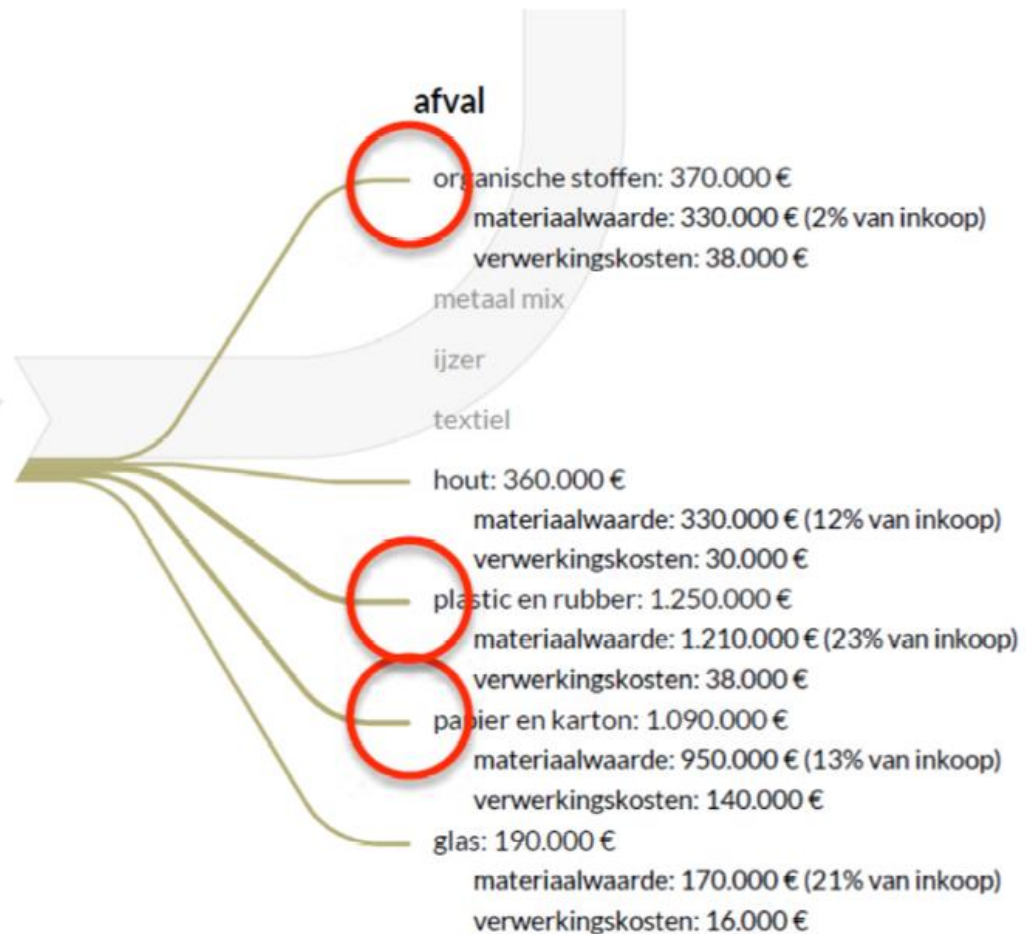 afval
organische stoffen: 370.000 €
materiaalwaarde: 330.000 € (2% van inkoop)
verwerkingskosten: 38.000 €
metaal mix
ijzer
textiel
hout: 360.000 €
materiaalwaarde: 330.000 € (12% van inkoop)
verwerkingskosten: 30.000 €
plastic en rubber: 1.250.000 €
materiaalwaarde: 1.210.000 € (23% van inkoop)
verwerkingskosten: 38.000 €
papier en karton: 1.090.000 €
materiaalwaarde: 950.000 € (13% van inkoop)
verwerkingskosten: 140.000 €
glas: 190.000 €
materiaalwaarde: 170.000 € (21% van inkoop)
verwerkingskosten: 16.000 €